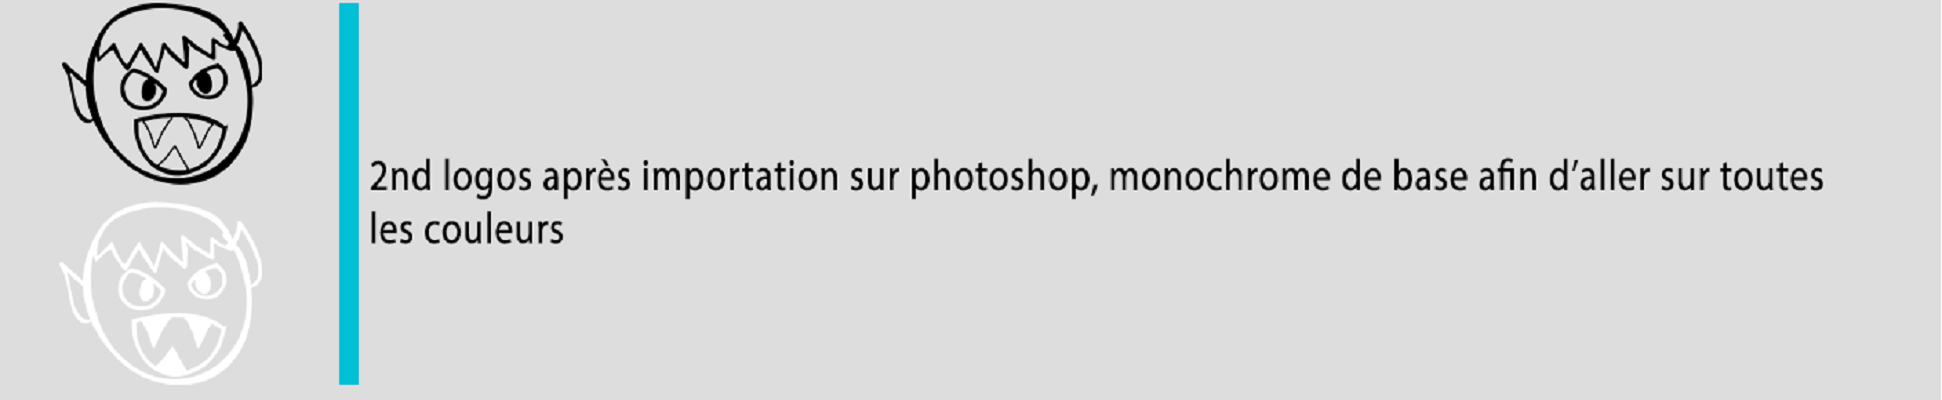 2nd logos après importation sur photoshop, monochrome de base afin d’aller sur toutes
les couleurs